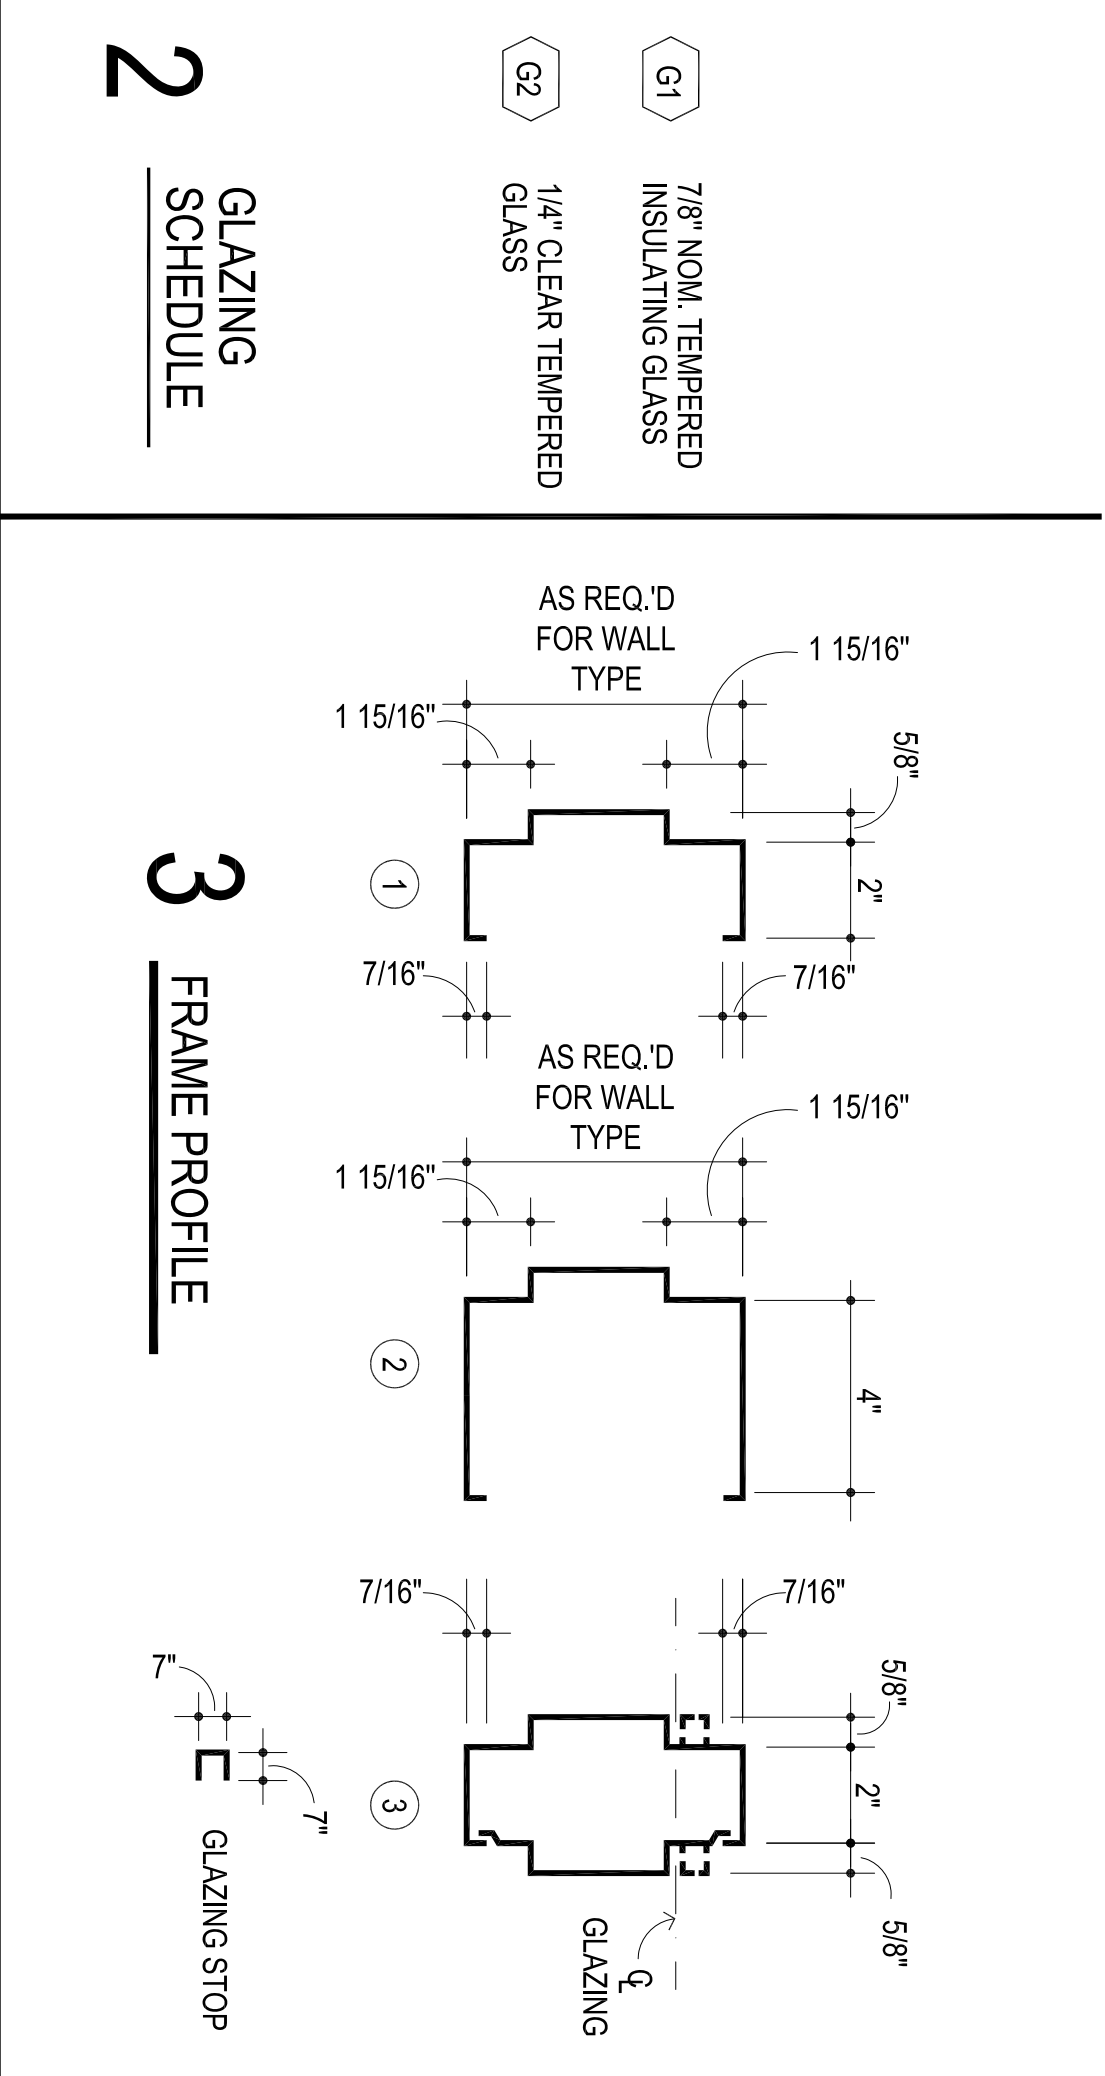 G1
7/8" NOM. TEMPERED
INSULATING GLASS
G2
1/4" CLEAR TEMPERED
GLASS
2
GLAZING
SCHEDULE
AS REQ.'D
FOR WALL
TYPE
1 15/16"
1 15/16"
5/8"
2"
1
7/16"
7/16"
AS REQ.'D
FOR WALL
TYPE
1 15/16"
1 15/16"
4"
2
7/16"
7/16"
5/8"
2"
5/8"
3
CL
GLAZING
7"
7"
GLAZING STOP
3
FRAME PROFILE